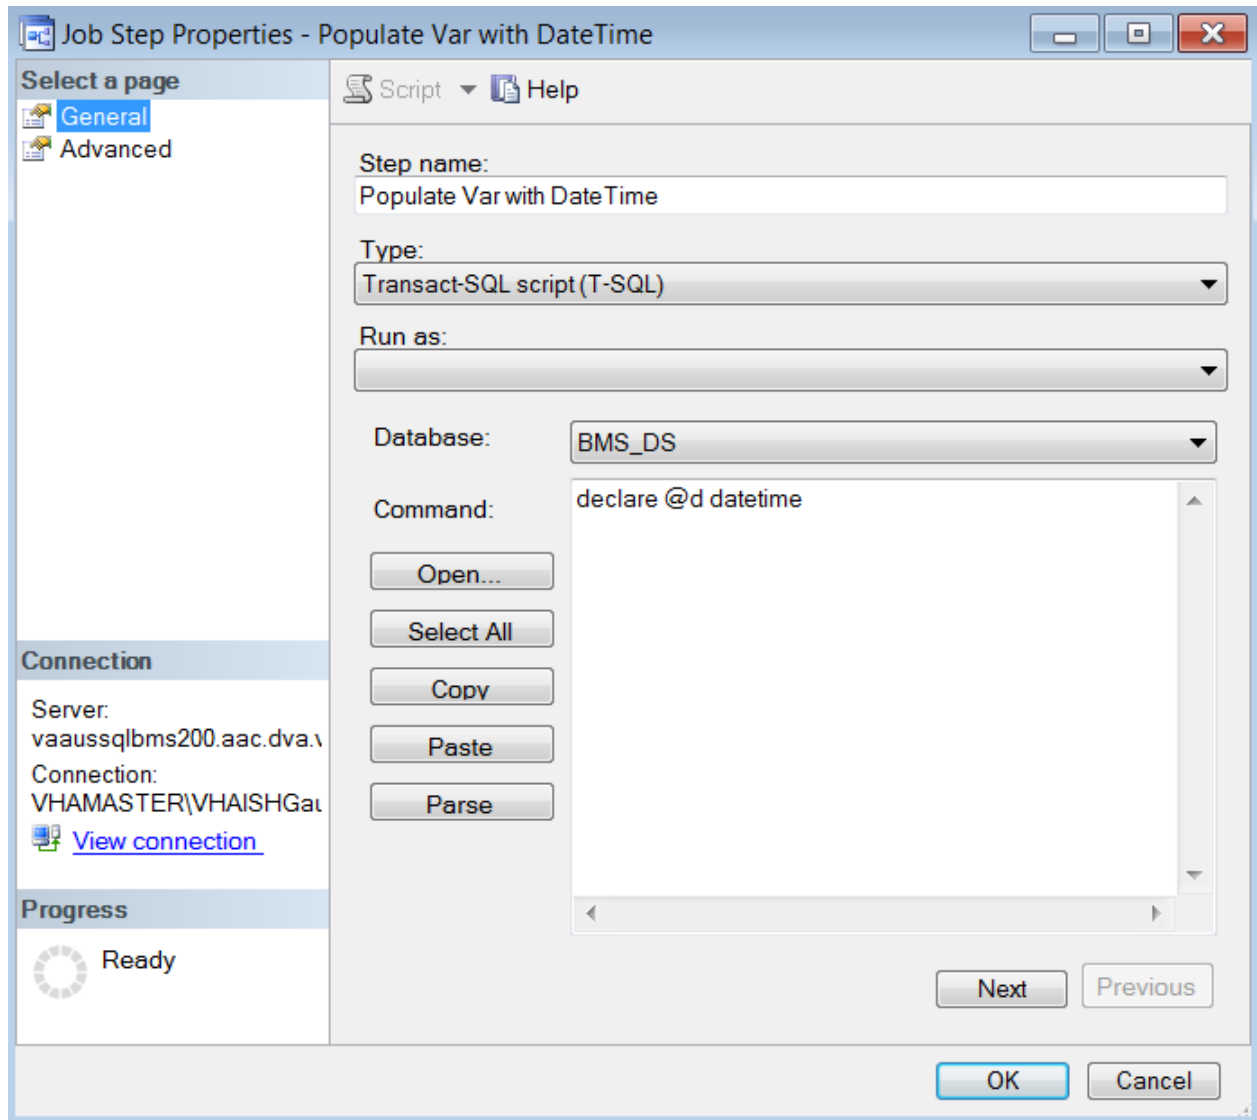 Job Step Properties - Populate Var with DateTime
Select a page
General
Advanced
Script
Help
Step name:
Populate Var with DateTime
Type:
Transact-SQL script (T-SQL)
Run as:
Database:
BMS_DS
Command:
declare @d datetime
Open...
Select All
Copy
Paste
Parse
Connection
Server:
vaaussqlbms200.aac.dva.v
Connection:
VHAMASTER\VHAISHGau
View connection
Progress
Ready
Next
Previous
OK
Cancel